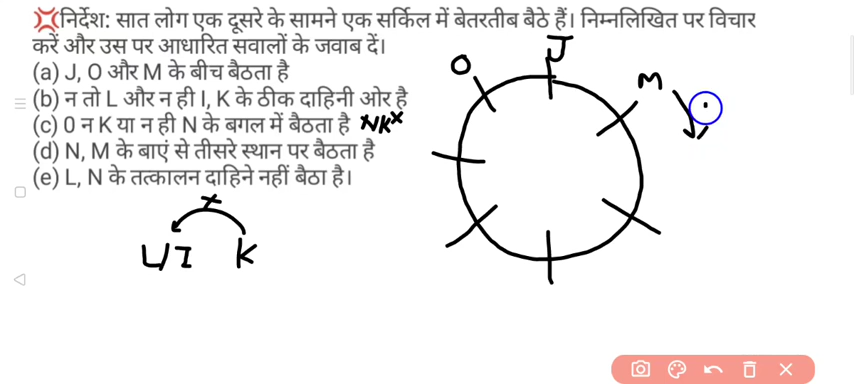 💢निर्देश: सात लोग एक दूसरे के सामने एक सर्किल में बेतरतीब बैठे हैं। निम्नलिखित पर विचार
करें और उस पर आधारित सवालों के जवाब दें।
(a) J, O और M के बीच बैठता है
(b) न तो L और न ही I, K के ठीक दाहिनी ओर है
(c) 0 न K या न ही N के बगल में बैठता है NK×
(d) N, M के बाएं से तीसरे स्थान पर बैठता है
(e) L, N के तत्कालन दाहिने नहीं बैठा है।
O J M
L/I K